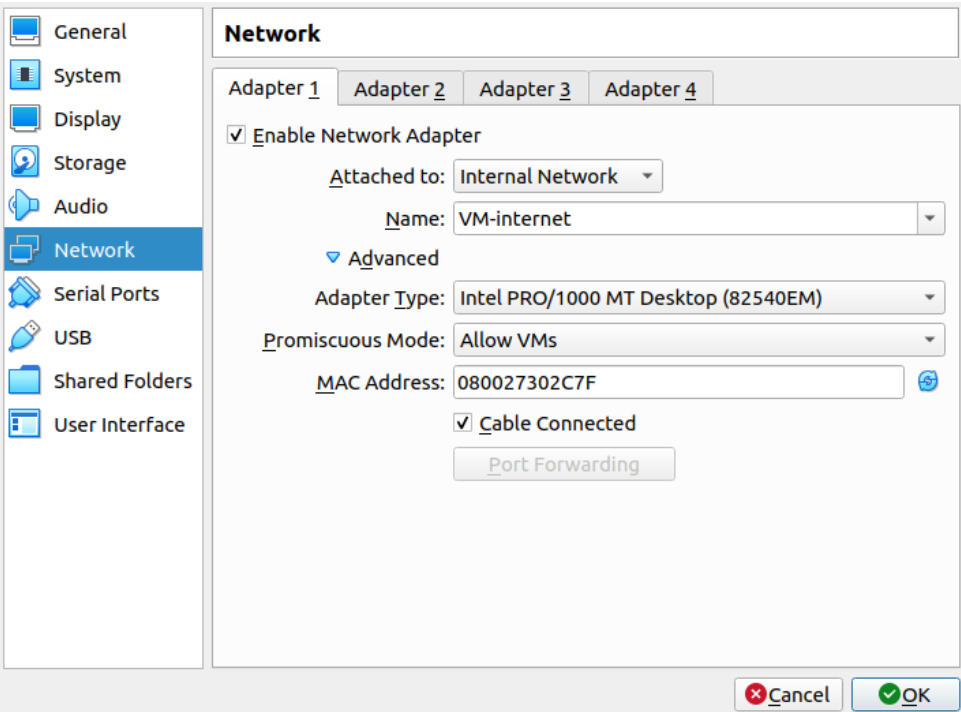 General
System
Display
Storage
Audio
Network
Serial Ports
USB
Shared Folders
User Interface
Network
Adapter 1 Adapter 2 Adapter 3 Adapter 4
Enable Network Adapter
Attached to: Internal Network
Name: VM-internet
Advanced
Adapter Type: Intel PRO/1000 MT Desktop (82540EM)
Promiscuous Mode: Allow VMs
MAC Address: 080027302C7F
Cable Connected
Port Forwarding
Cancel OK